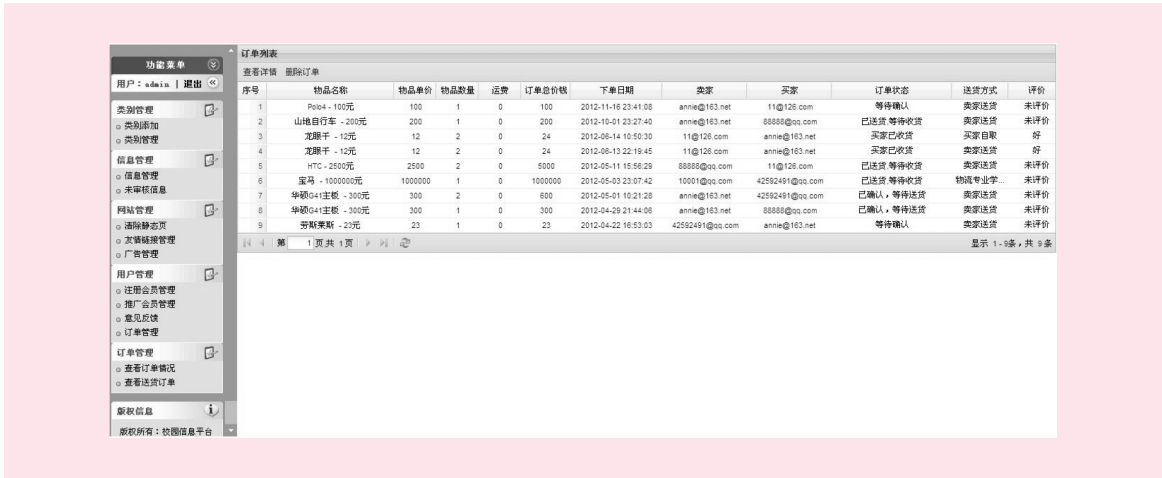 功能菜单
用户：admin | 退出
类别管理
类别添加
类别管理
信息管理
信息管理
未审核信息
网站管理
清除静态页
友情链接管理
广告管理
用户管理
注册会员管理
推广会员管理
意见反馈
订单管理
订单管理
查看订单情况
查看送货订单
版权信息
版权所有：校园信息平台
订单列表
查看详情 删除订单
序号 物品名称 物品单价 物品数量 运费 订单总价钱 下单日期 卖家 买家 订单状态 送货方式 评价
1 Polo4 - 100元 100 1 0 100 2012-11-16 23:41:08 annie@163.net 11@126.com 等待确认 卖家送货 未评价
2 山地自行车 - 200元 200 1 0 200 2012-10-01 23:27:40 annie@163.net 88888@qq.com 已送货,等待收货 卖家送货 未评价
3 龙眼干 - 12元 12 2 0 24 2012-06-14 10:50:30 11@126.com annie@163.net 买家已收货 买家自取 好
4 龙眼干 - 12元 12 2 0 24 2012-06-13 22:19:45 11@126.com annie@163.net 买家已收货 卖家送货 好
5 HTC - 2500元 2500 2 0 5000 2012-05-11 15:56:29 88888@qq.com 11@126.com 已送货,等待收货 卖家送货 未评价
6 宝马 - 1000000元 1000000 1 0 1000000 2012-05-03 23:07:42 10001@qq.com 42592491@qq.com 已送货,等待收货 物流专业学... 未评价
7 华硕G41主板 - 300元 300 2 0 600 2012-05-01 10:21:28 annie@163.net 42592491@qq.com 已确认，等待送货 卖家送货 未评价
8 华硕G41主板 - 300元 300 1 0 300 2012-04-29 21:44:06 annie@163.net 88888@qq.com 已确认，等待送货 卖家送货 未评价
9 劳斯莱斯 - 23元 23 1 0 23 2012-04-22 16:53:03 42592491@qq.com annie@163.net 等待确认 卖家送货 未评价
第 1 页共 1页 显示 1-9条，共 9条